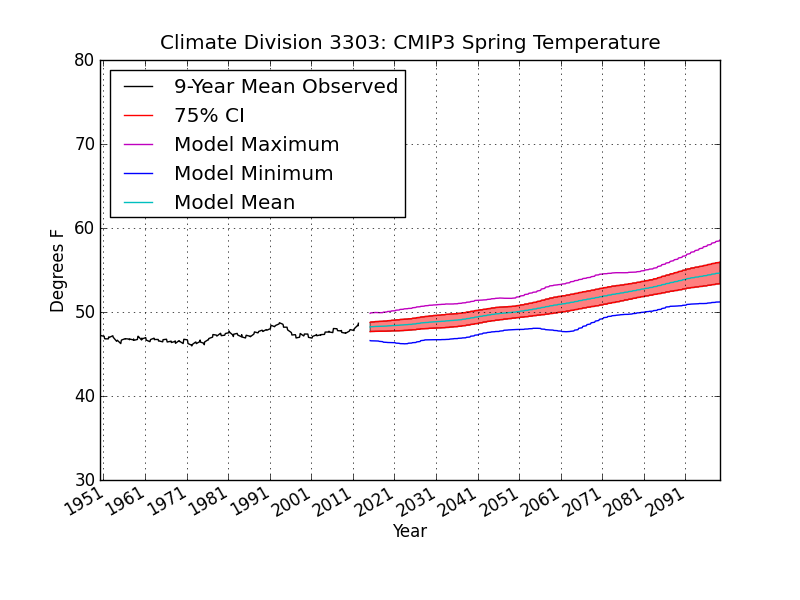 Climate Division 3303: CMIP3 Spring Temperature
80
70
60
50
40
30
Degrees F
9-Year Mean Observed
75% CI
Model Maximum
Model Minimum
Model Mean
1951
1961
1971
1981
1991
2001
2011
2021
2031
2041
2051
2061
2071
2081
2091
Year